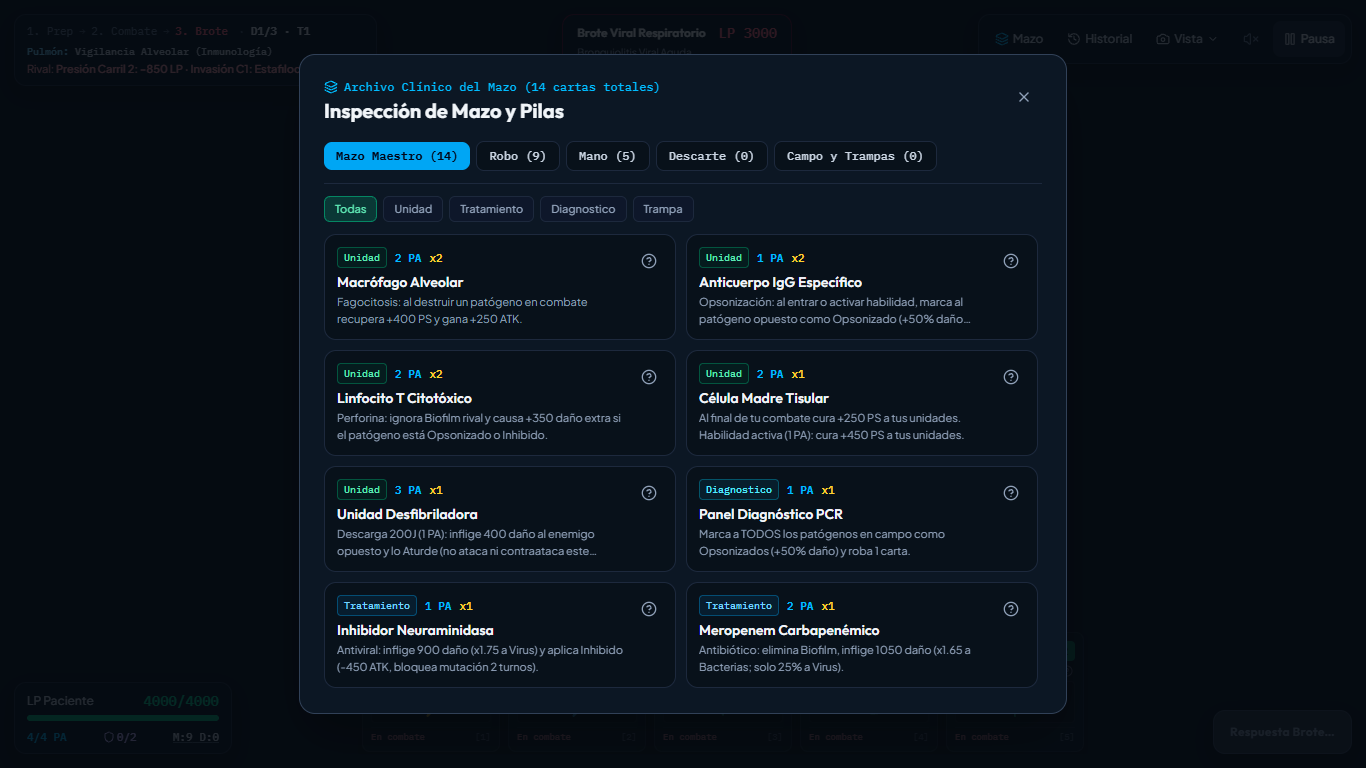 1. Prep → 2. Combate → 3. Brote D1/3 - T1
Pulmón: Vigilancia Alveolar (Inmunología)
Rival: Presión Carril 2: -850 LP · Invasión C1: Estafiloc
Brote Viral Respiratorio LP 3000
Bronquiolitis Viral Aguda
Mazo
Historial
Vista
Pausa
Archivo Clínico del Mazo (14 cartas totales)
Inspección de Mazo y Pilas
Mazo Maestro (14)
Robo (9)
Mano (5)
Descarte (0)
Campo y Trampas (0)
Todas
Unidad
Tratamiento
Diagnostico
Trampa
Unidad 2 PA x2
Macrófago Alveolar
Fagocitosis: al destruir un patógeno en combate
recupera +400 PS y gana +250 ATK.
Unidad 1 PA x2
Anticuerpo IgG Específico
Opsonización: al entrar o activar habilidad, marca al
patógeno opuesto como Opsonizado (+50% daño…
Unidad 2 PA x2
Linfocito T Citotóxico
Perforina: ignora Biofilm rival y causa +350 daño extra si
el patógeno está Opsonizado o Inhibido.
Unidad 2 PA x1
Célula Madre Tisular
Al final de tu combate cura +250 PS a tus unidades.
Habilidad activa (1 PA): cura +450 PS a tus unidades.
Unidad 3 PA x1
Unidad Desfibriladora
Descarga 200J (1 PA): inflige 400 daño al enemigo
opuesto y lo Aturde (no ataca ni contraataca este…
Diagnostico 1 PA x1
Panel Diagnóstico PCR
Marca a TODOS los patógenos en campo como
Opsonizados (+50% daño) y roba 1 carta.
Tratamiento 1 PA x1
Inhibidor Neuraminidasa
Antiviral: inflige 900 daño (x1.75 a Virus) y aplica Inhibido
(-450 ATK, bloquea mutación 2 turnos).
Tratamiento 2 PA x1
Meropenem Carbapenémico
Antibiótico: elimina Biofilm, inflige 1050 daño (x1.65 a
Bacterias; solo 25% a Virus).
LP Paciente 4000/4000
4/4 PA 0/2 M:9 D:0
En combate [1]
En combate [2]
En combate [3]
En combate [4]
En combate [5]
Respuesta Brote...